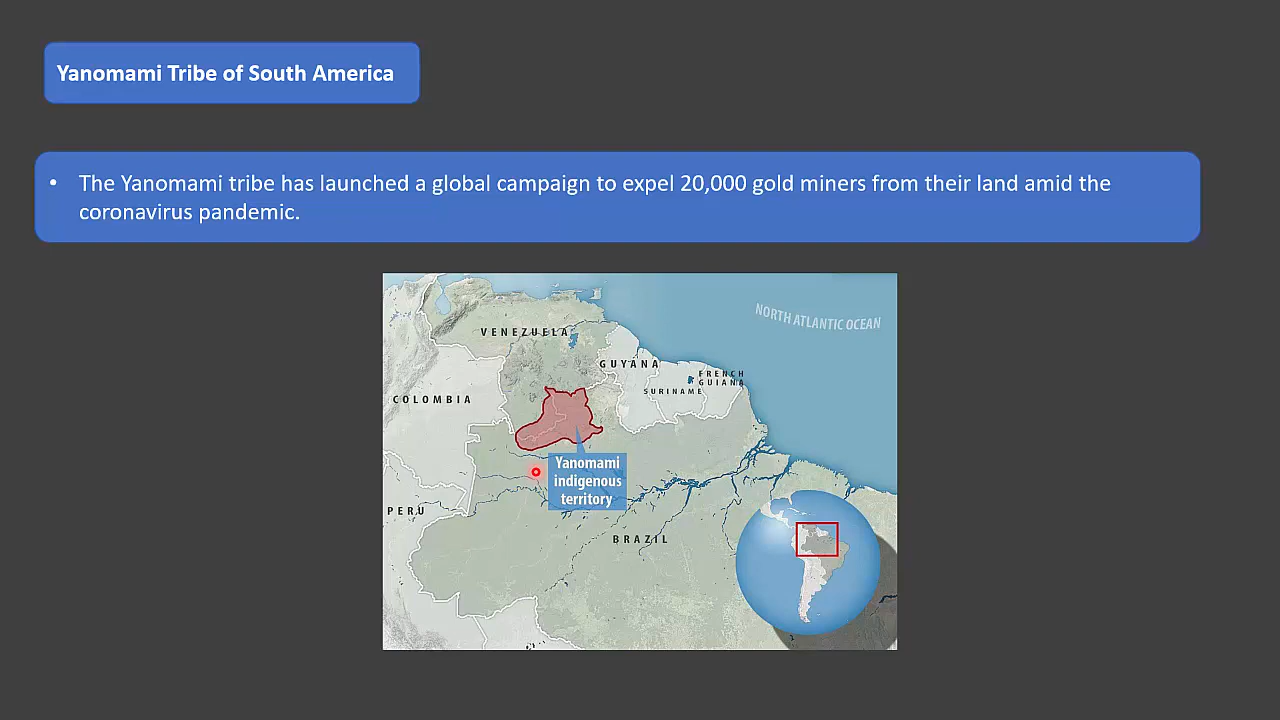 Yanomami Tribe of South America
• The Yanomami tribe has launched a global campaign to expel 20,000 gold miners from their land amid the
coronavirus pandemic.
NORTH ATLANTIC OCEAN
VENEZUELA
GUYANA
FRENCH
GUIANA
SURINAME
COLOMBIA
Yanomami
indigenous
territory
PERU
BRAZIL